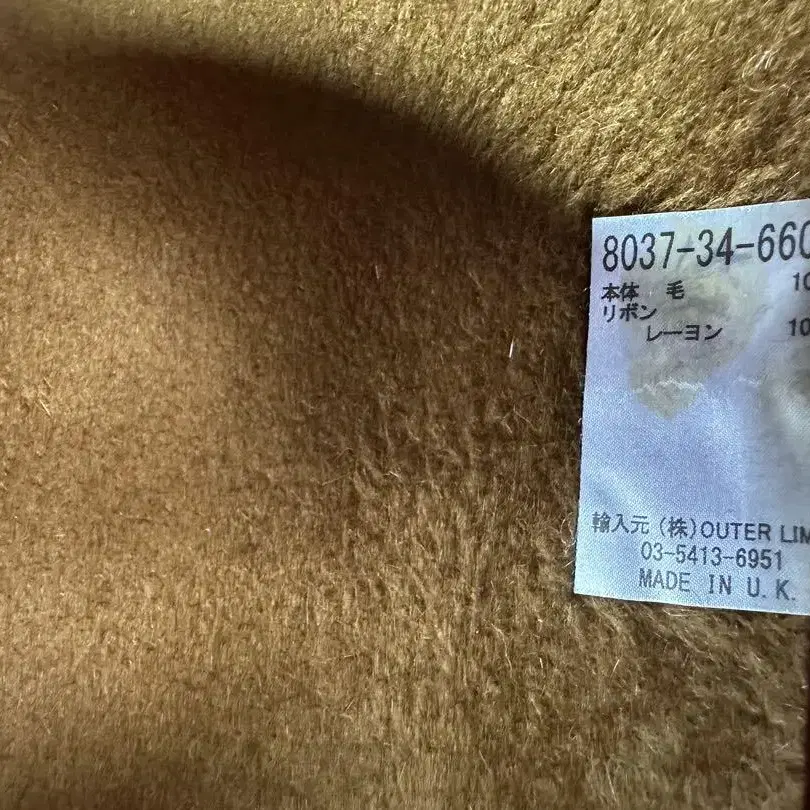 8037-34-660
本体 毛 10
リボン
レーヨン 10
輸入元 (株)OUTER LIM
03-5413-6951
MADE IN U.K.